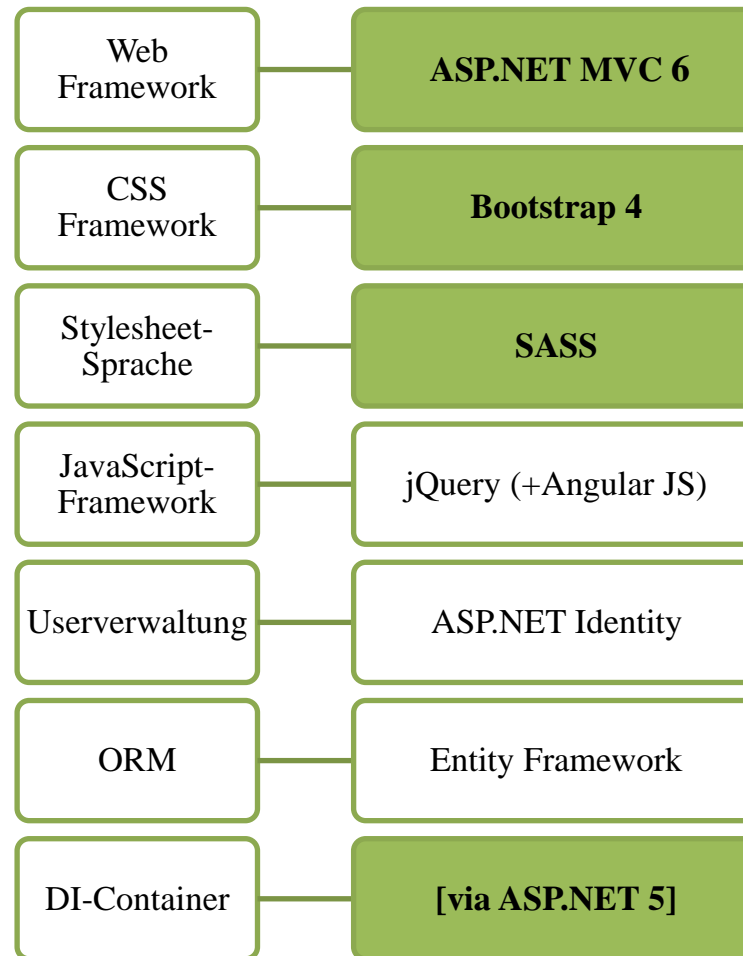 Web
Framework
ASP.NET MVC 6
CSS
Framework
Bootstrap 4
Stylesheet-
Sprache
SASS
JavaScript-
Framework
jQuery (+Angular JS)
Userverwaltung
ASP.NET Identity
ORM
Entity Framework
DI-Container
[via ASP.NET 5]